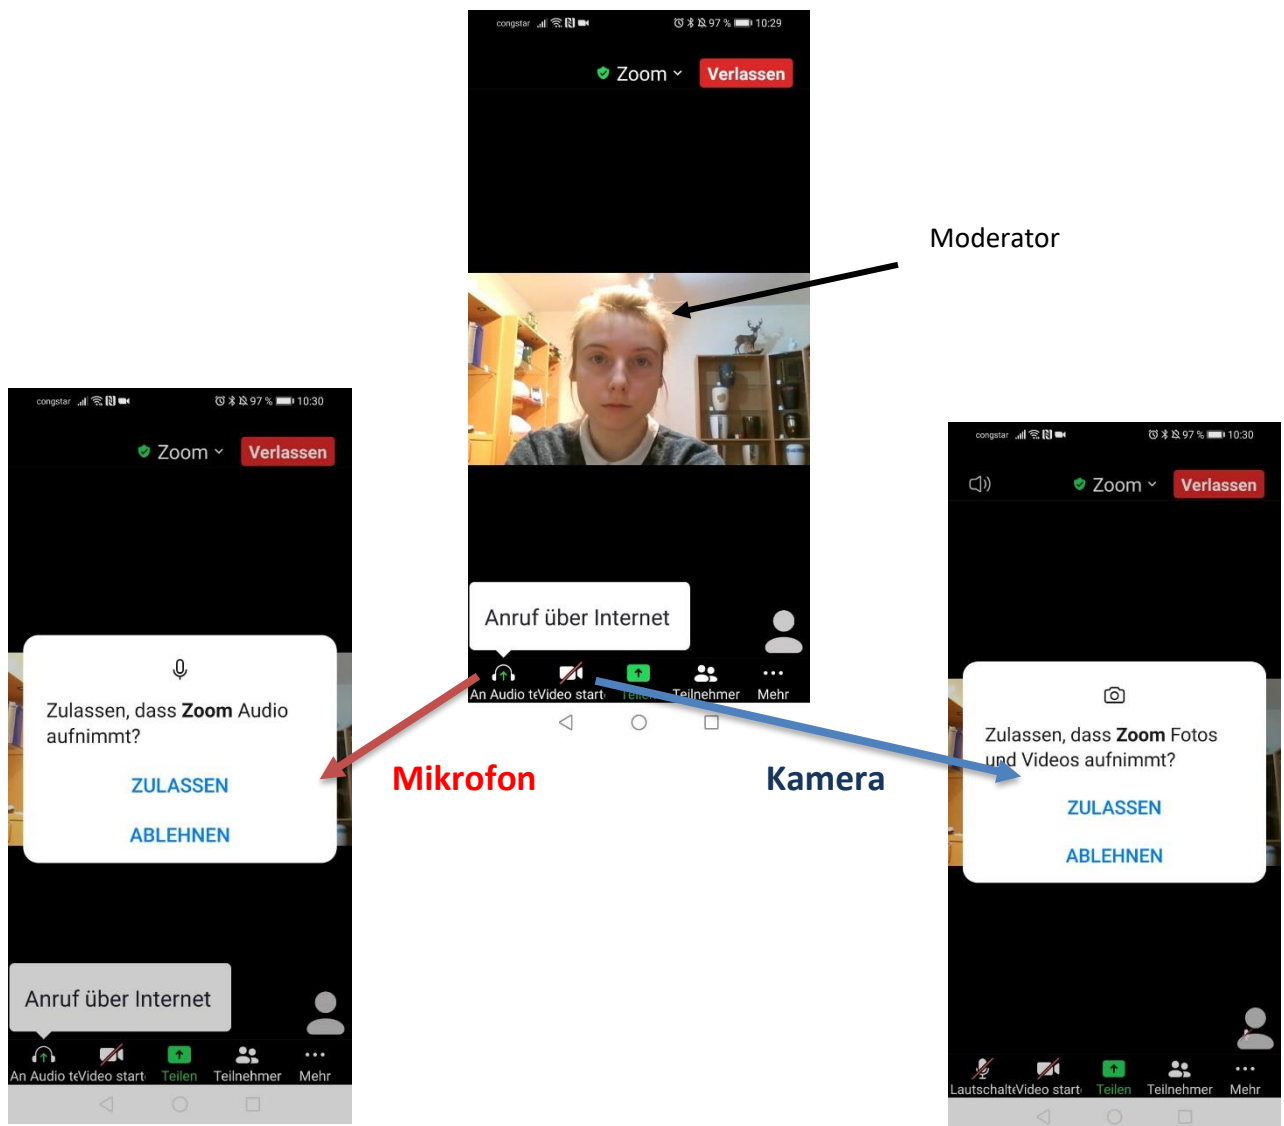 congstar 97 % 10:29
Zoom Verlassen
Moderator
Anruf über Internet
An Audio te Video start Teilen Teilnehmer Mehr
congstar 97 % 10:30
Zoom Verlassen
Zulassen, dass Zoom Audio
aufnimmt?
ZULASSEN
ABLEHNEN
Anruf über Internet
An Audio te Video start Teilen Teilnehmer Mehr
Mikrofon
Kamera
congstar 97 % 10:30
Zoom Verlassen
Zulassen, dass Zoom Fotos
und Videos aufnimmt?
ZULASSEN
ABLEHNEN
Lautschalte Video start Teilen Teilnehmer Mehr